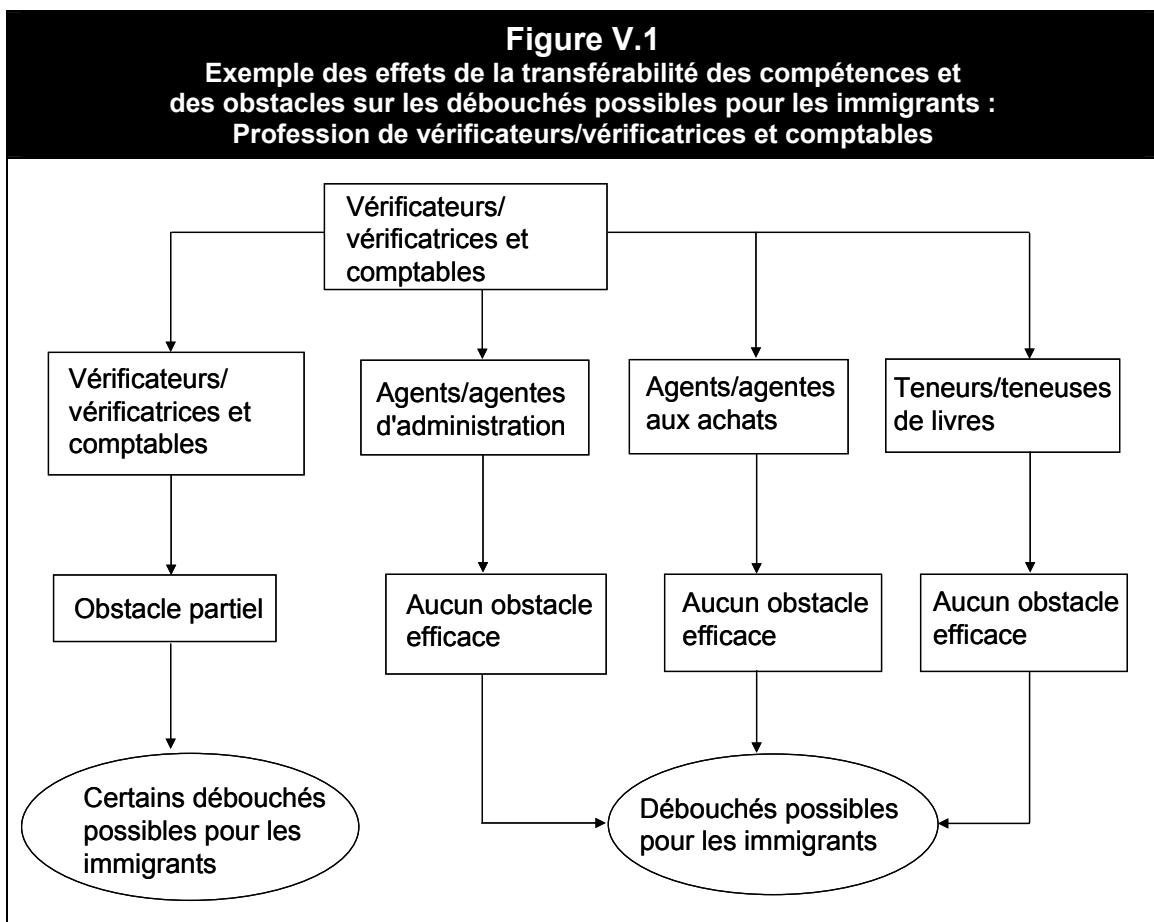 Figure V.1
Exemple des effets de la transférabilité des compétences et
des obstacles sur les débouchés possibles pour les immigrants :
Profession de vérificateurs/vérificatrices et comptables
Vérificateurs/
vérificatrices et
comptables
Vérificateurs/
vérificatrices et
comptables
Agents/agentes
d'administration
Agents/agentes
aux achats
Teneurs/teneuses
de livres
Obstacle partiel
Aucun obstacle
efficace
Aucun obstacle
efficace
Aucun obstacle
efficace
Certains débouchés
possibles pour les
immigrants
Débouchés possibles
pour les immigrants